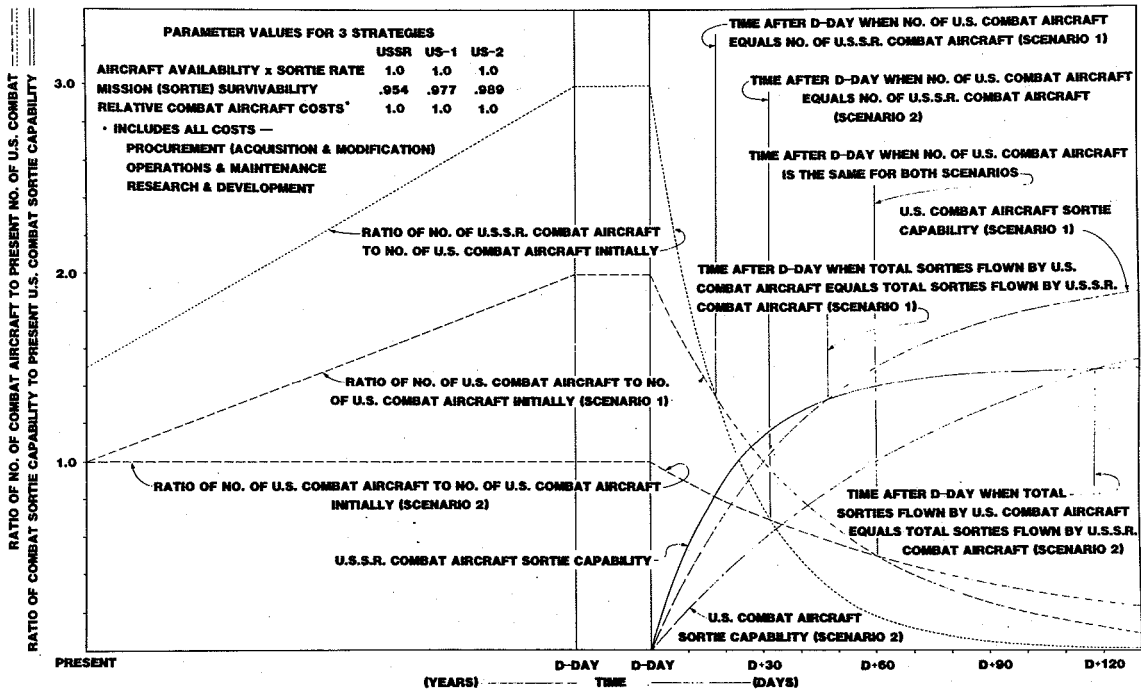 RATIO OF NO. OF COMBAT AIRCRAFT TO PRESENT NO. OF U.S. COMBAT
RATIO OF COMBAT SORTIE CAPABILITY TO PRESENT U.S. COMBAT SORTIE CAPABILITY
PARAMETER VALUES FOR 3 STRATEGIES
USSR US-1 US-2
AIRCRAFT AVAILABILITY x SORTIE RATE 1.0 1.0 1.0
MISSION (SORTIE) SURVIVABILITY .954 .977 .989
RELATIVE COMBAT AIRCRAFT COSTS* 1.0 1.0 1.0
* INCLUDES ALL COSTS —
PROCUREMENT (ACQUISITION & MODIFICATION)
OPERATIONS & MAINTENANCE
RESEARCH & DEVELOPMENT
TIME AFTER D-DAY WHEN NO. OF U.S. COMBAT AIRCRAFT
EQUALS NO. OF U.S.S.R. COMBAT AIRCRAFT (SCENARIO 1)
TIME AFTER D-DAY WHEN NO. OF U.S. COMBAT AIRCRAFT
EQUALS NO. OF U.S.S.R. COMBAT AIRCRAFT
(SCENARIO 2)
TIME AFTER D-DAY WHEN NO. OF U.S. COMBAT AIRCRAFT
IS THE SAME FOR BOTH SCENARIOS
U.S. COMBAT AIRCRAFT SORTIE
CAPABILITY (SCENARIO 1)
RATIO OF NO. OF U.S.S.R. COMBAT AIRCRAFT
TO NO. OF U.S. COMBAT AIRCRAFT INITIALLY
TIME AFTER D-DAY WHEN TOTAL SORTIES FLOWN BY U.S.
COMBAT AIRCRAFT EQUALS TOTAL SORTIES FLOWN BY U.S.S.R.
COMBAT AIRCRAFT (SCENARIO 1)
RATIO OF NO. OF U.S. COMBAT AIRCRAFT TO NO.
OF U.S. COMBAT AIRCRAFT INITIALLY (SCENARIO 1)
RATIO OF NO. OF U.S. COMBAT AIRCRAFT TO NO. OF U.S. COMBAT AIRCRAFT
INITIALLY (SCENARIO 2)
TIME AFTER D-DAY WHEN TOTAL
SORTIES FLOWN BY U.S. COMBAT AIRCRAFT
EQUALS TOTAL SORTIES FLOWN BY U.S.S.R.
COMBAT AIRCRAFT (SCENARIO 2)
U.S.S.R. COMBAT AIRCRAFT SORTIE CAPABILITY
U.S. COMBAT AIRCRAFT
SORTIE CAPABILITY (SCENARIO 2)
3.0
2.0
1.0
PRESENT D-DAY D-DAY D+30 D+60 D+90 D+120
(YEARS) TIME (DAYS)